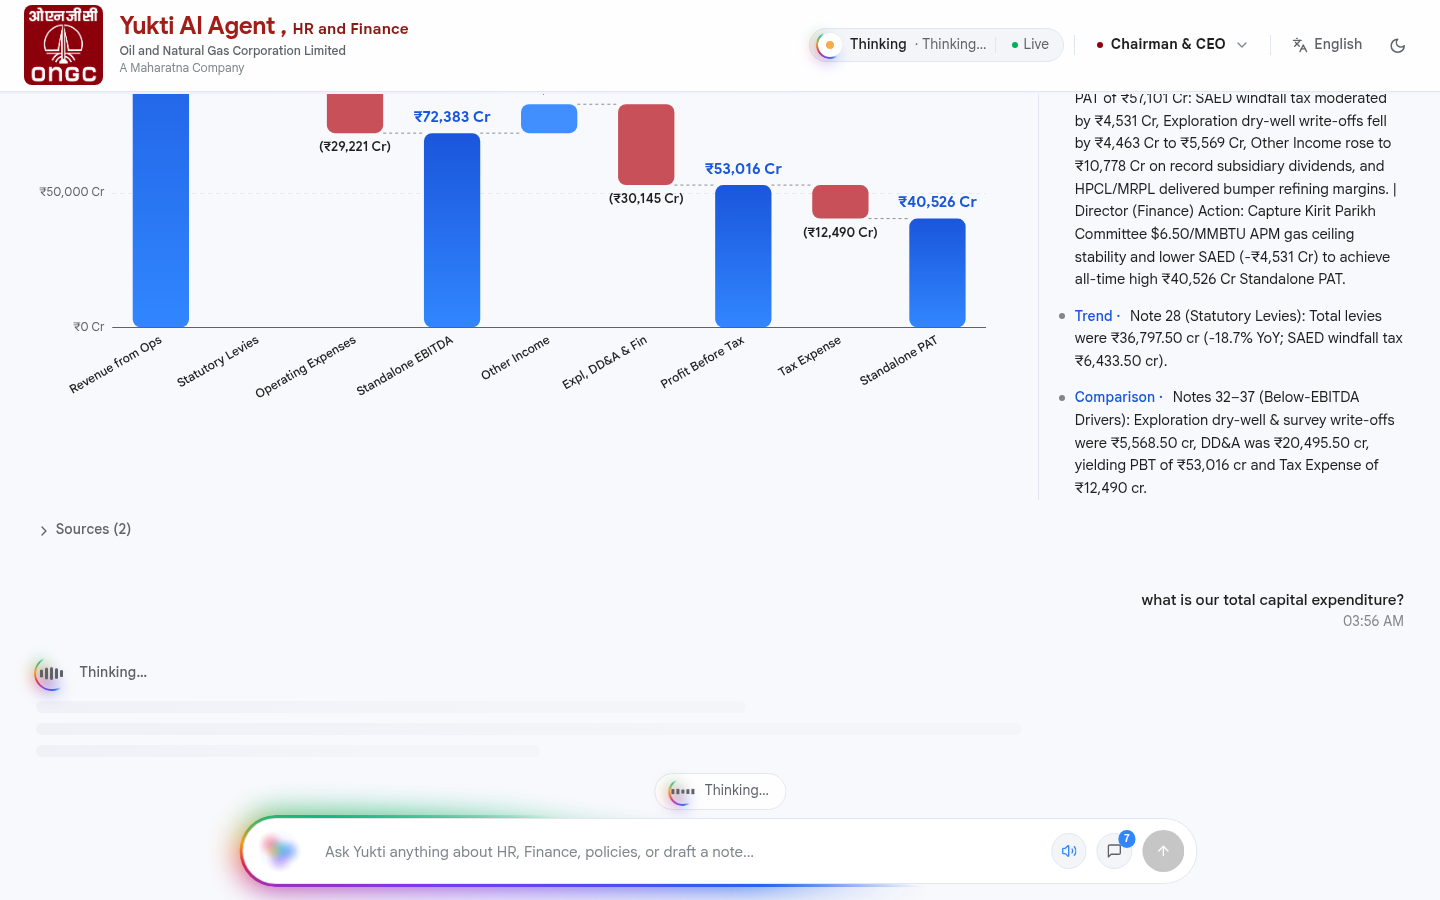 ओएनजीसी
ongc
Yukti AI Agent , HR and Finance
Oil and Natural Gas Corporation Limited
A Maharatna Company
Thinking · Thinking...
Live
Chairman & CEO
English
₹72,383 Cr
(₹29,221 Cr)
₹53,016 Cr
₹50,000 Cr
(₹30,145 Cr)
₹40,526 Cr
(₹12,490 Cr)
₹0 Cr
Revenue from Ops
Statutory Levies
Operating Expenses
Standalone EBITDA
Other Income
Expl, DD&A & Fin
Profit Before Tax
Tax Expense
Standalone PAT
PAT of ₹57,101 Cr: SAED windfall tax moderated
by ₹4,531 Cr, Exploration dry-well write-offs fell
by ₹4,463 Cr to ₹5,569 Cr, Other Income rose to
₹10,778 Cr on record subsidiary dividends, and
HPCL/MRPL delivered bumper refining margins. |
Director (Finance) Action: Capture Kirit Parikh
Committee $6.50/MMBTU APM gas ceiling
stability and lower SAED (-₹4,531 Cr) to achieve
all-time high ₹40,526 Cr Standalone PAT.
Trend · Note 28 (Statutory Levies): Total levies
were ₹36,797.50 cr (-18.7% YoY; SAED windfall tax
₹6,433.50 cr).
Comparison · Notes 32–37 (Below-EBITDA
Drivers): Exploration dry-well & survey write-offs
were ₹5,568.50 cr, DD&A was ₹20,495.50 cr,
yielding PBT of ₹53,016 cr and Tax Expense of
₹12,490 cr.
Sources (2)
what is our total capital expenditure?
03:56 AM
Thinking...
Thinking...
Ask Yukti anything about HR, Finance, policies, or draft a note...
7